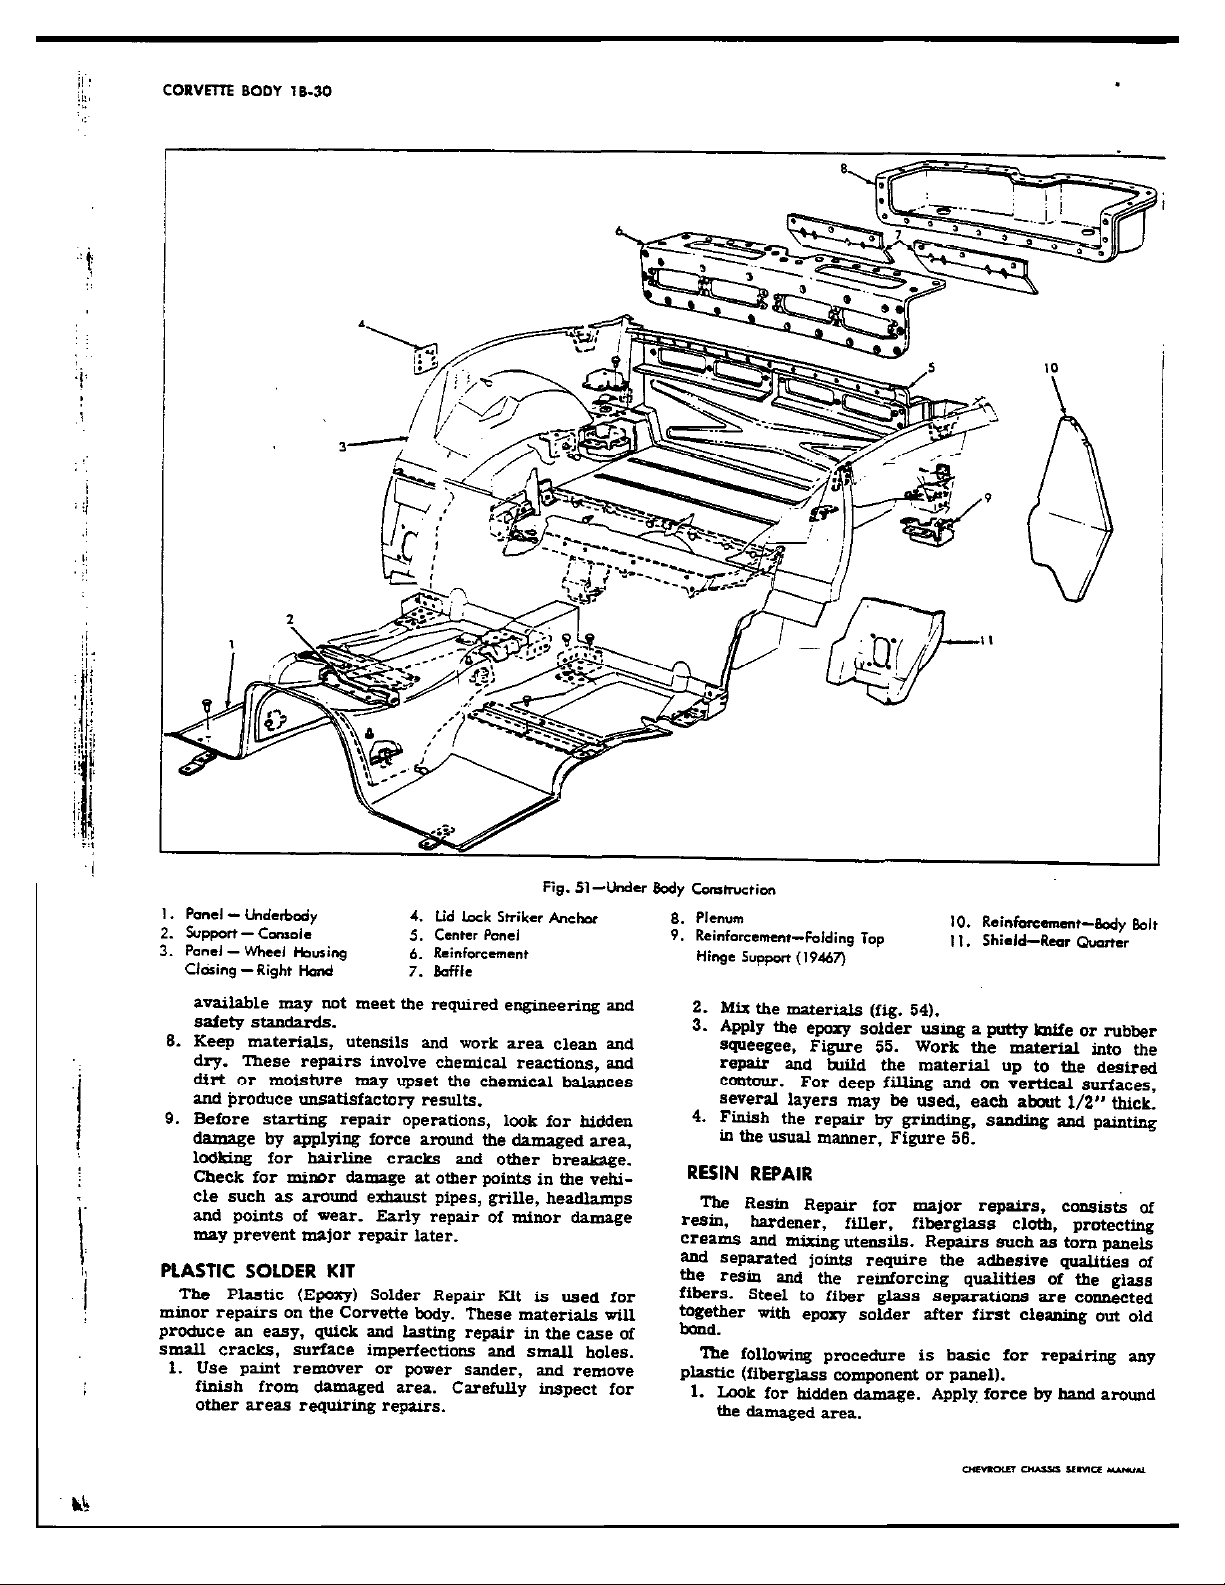 CORVETTE BODY 1B-30
8
6
7
4
5
10
3
9
2
1
11
Fig. 51—Under Body Construction
1. Panel — Underbody
2. Support — Console
3. Panel — Wheel Housing
Closing — Right Hand
4. Lid Lock Striker Anchor
5. Center Panel
6. Reinforcement
7. Baffle
8. Plenum
9. Reinforcement—Folding Top
Hinge Support (19467)
10. Reinforcement—Body Bolt
11. Shield—Rear Quarter
available may not meet the required engineering and
safety standards.
8. Keep materials, utensils and work area clean and
dry. These repairs involve chemical reactions, and
dirt or moisture may upset the chemical balances
and produce unsatisfactory results.
9. Before starting repair operations, look for hidden
damage by applying force around the damaged area,
looking for hairline cracks and other breakage.
Check for minor damage at other points in the vehi-
cle such as around exhaust pipes, grille, headlamps
and points of wear. Early repair of minor damage
may prevent major repair later.
PLASTIC SOLDER KIT
The Plastic (Epoxy) Solder Repair Kit is used for
minor repairs on the Corvette body. These materials will
produce an easy, quick and lasting repair in the case of
small cracks, surface imperfections and small holes.
1. Use paint remover or power sander, and remove
finish from damaged area. Carefully inspect for
other areas requiring repairs.
2. Mix the materials (fig. 54).
3. Apply the epoxy solder using a putty knife or rubber
squeegee, Figure 55. Work the material into the
repair and build the material up to the desired
contour. For deep filling and on vertical surfaces,
several layers may be used, each about 1/2" thick.
4. Finish the repair by grinding, sanding and painting
in the usual manner, Figure 56.
RESIN REPAIR
The Resin Repair for major repairs, consists of
resin, hardener, filler, fiberglass cloth, protecting
creams and mixing utensils. Repairs such as torn panels
and separated joints require the adhesive qualities of
the resin and the reinforcing qualities of the glass
fibers. Steel to fiber glass separations are connected
together with epoxy solder after first cleaning out old
bond.
The following procedure is basic for repairing any
plastic (fiberglass component or panel).
1. Look for hidden damage. Apply force by hand around
the damaged area.
CHEVROLET CHASSIS SERVICE MANUAL